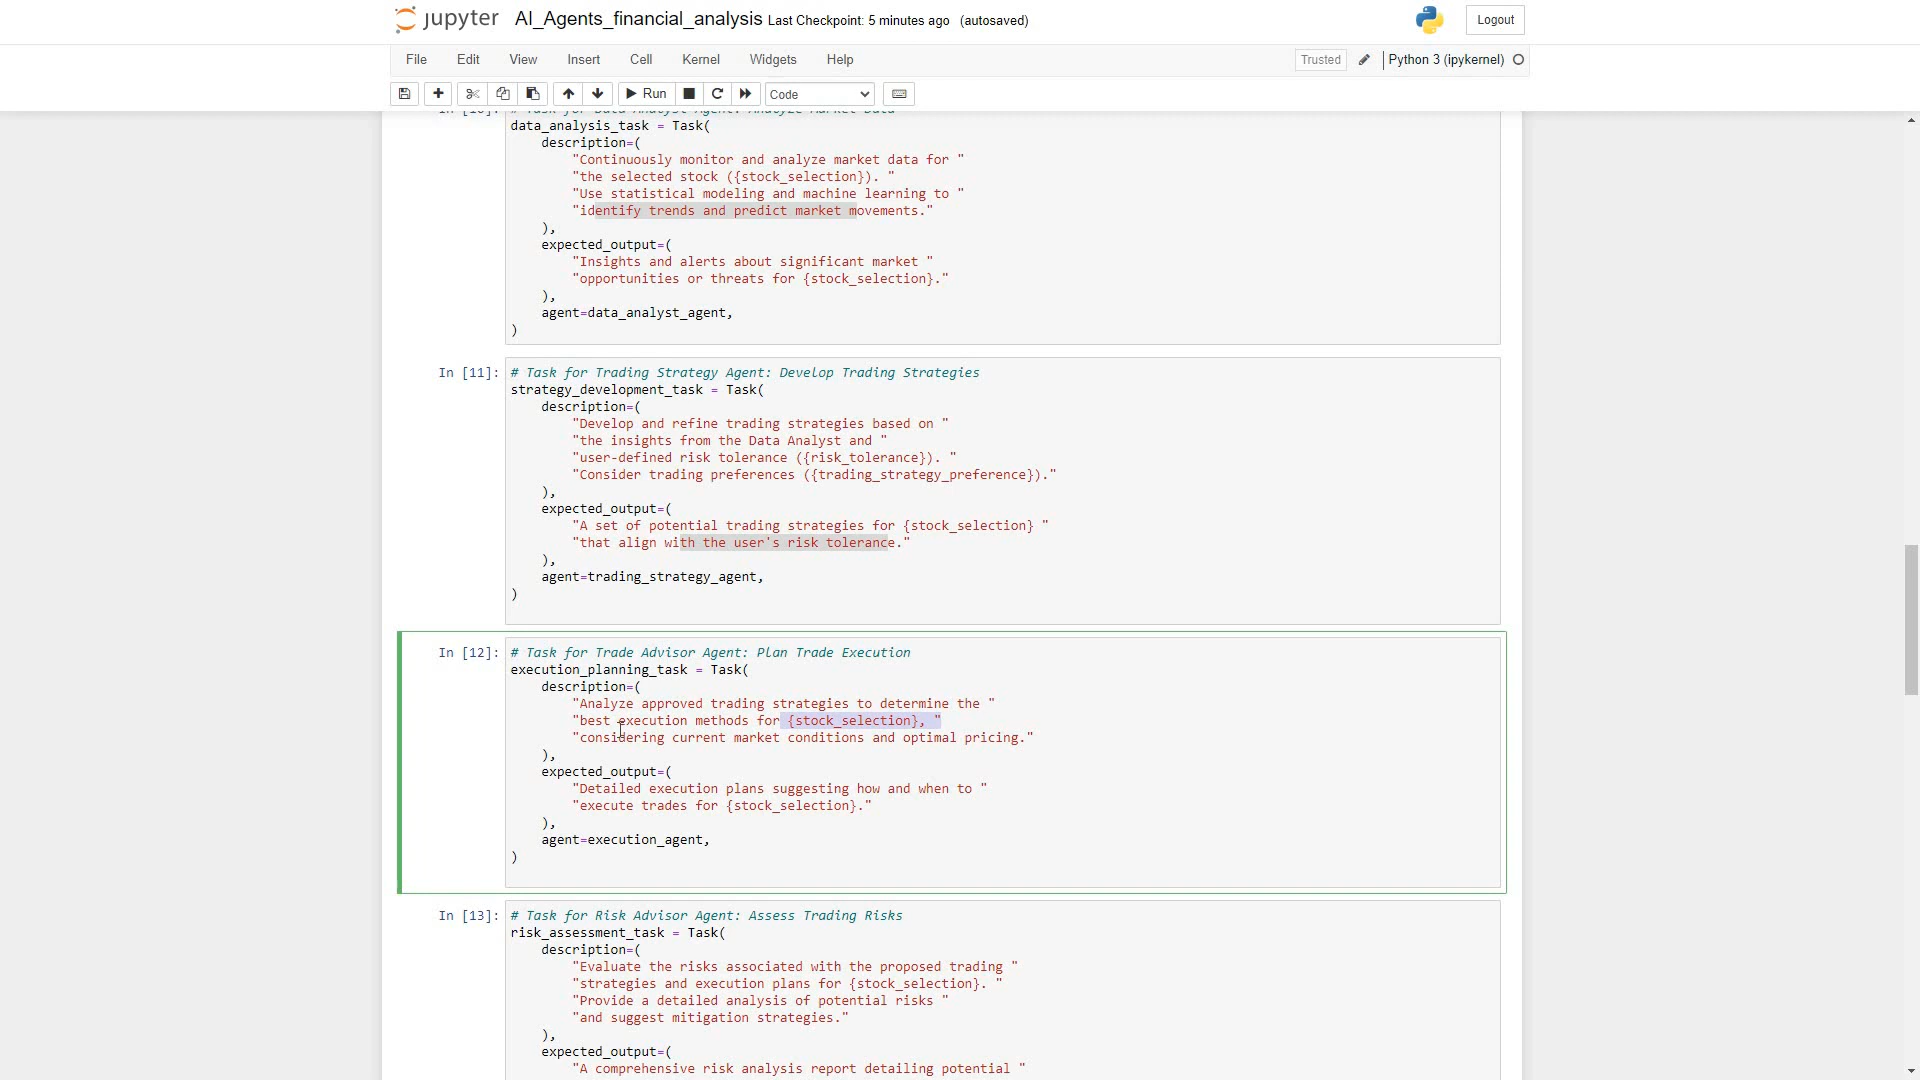 jupyter AI_Agents_financial_analysis Last Checkpoint: 5 minutes ago (autosaved) Logout
File Edit View Insert Cell Kernel Widgets Help Trusted Python 3 (ipykernel)
Run Code
In [10]: # Task for Data Analyst Agent: Analyze Market Data
data_analysis_task = Task(
description=(
"Continuously monitor and analyze market data for "
"the selected stock ({stock_selection}). "
"Use statistical modeling and machine learning to "
"identify trends and predict market movements."
),
expected_output=(
"Insights and alerts about significant market "
"opportunities or threats for {stock_selection}."
),
agent=data_analyst_agent,
)
In [11]: # Task for Trading Strategy Agent: Develop Trading Strategies
strategy_development_task = Task(
description=(
"Develop and refine trading strategies based on "
"the insights from the Data Analyst and "
"user-defined risk tolerance ({risk_tolerance}). "
"Consider trading preferences ({trading_strategy_preference})."
),
expected_output=(
"A set of potential trading strategies for {stock_selection} "
"that align with the user's risk tolerance."
),
agent=trading_strategy_agent,
)
In [12]: # Task for Trade Advisor Agent: Plan Trade Execution
execution_planning_task = Task(
description=(
"Analyze approved trading strategies to determine the "
"best execution methods for {stock_selection}, "
"considering current market conditions and optimal pricing."
),
expected_output=(
"Detailed execution plans suggesting how and when to "
"execute trades for {stock_selection}."
),
agent=execution_agent,
)
In [13]: # Task for Risk Advisor Agent: Assess Trading Risks
risk_assessment_task = Task(
description=(
"Evaluate the risks associated with the proposed trading "
"strategies and execution plans for {stock_selection}. "
"Provide a detailed analysis of potential risks "
"and suggest mitigation strategies."
),
expected_output=(
"A comprehensive risk analysis report detailing potential "